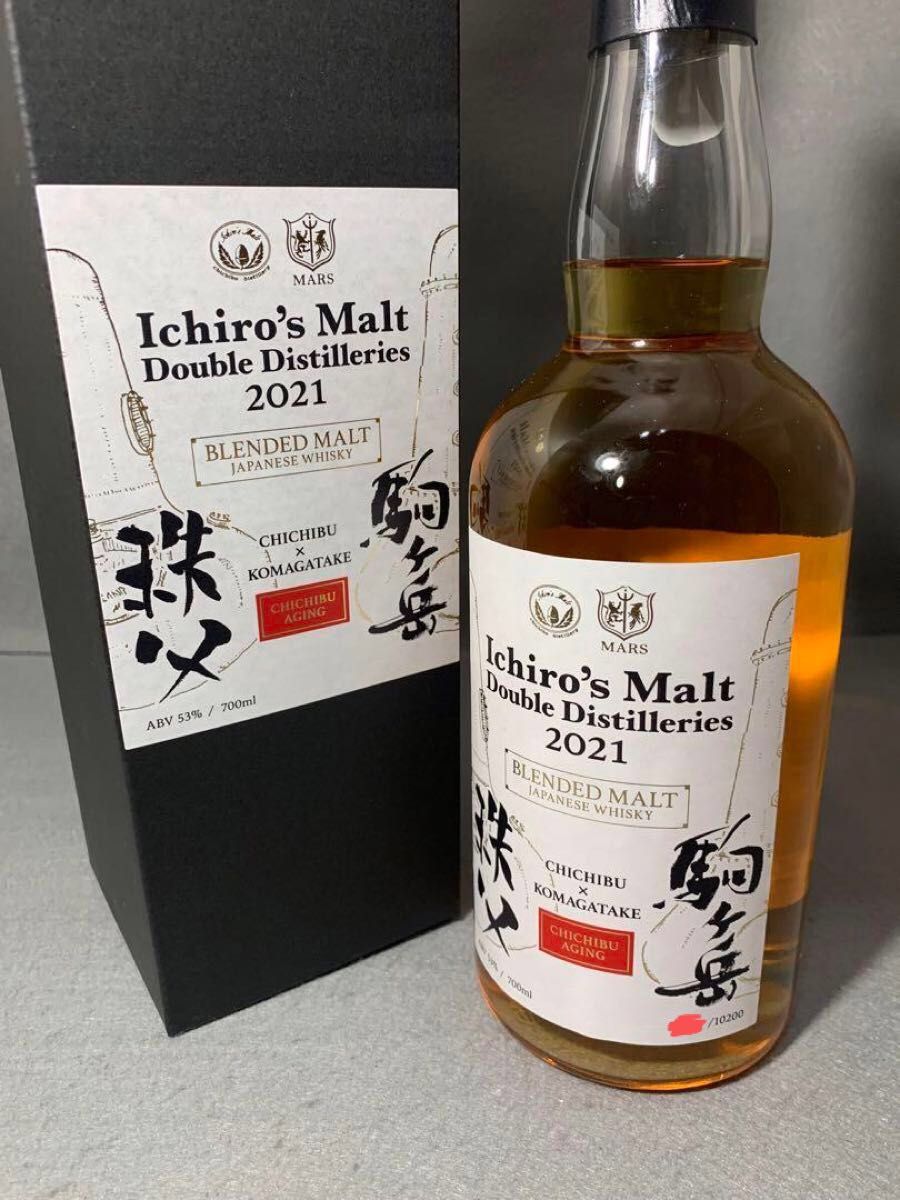 Ichiro's Malt
Chichibu Distillery
MARS
Ichiro's Malt
Double Distilleries
2021
BLENDED MALT
JAPANESE WHISKY
秩父
CHICHIBU
×
KOMAGATAKE
駒ヶ岳
CHICHIBU
AGING
ABV 53% / 700ml
MARS
Ichiro's Malt
Double Distilleries
2021
BLENDED MALT
JAPANESE WHISKY
秩父
CHICHIBU
×
KOMAGATAKE
駒ヶ岳
CHICHIBU
AGING
ABV 53% / 700ml
/10200